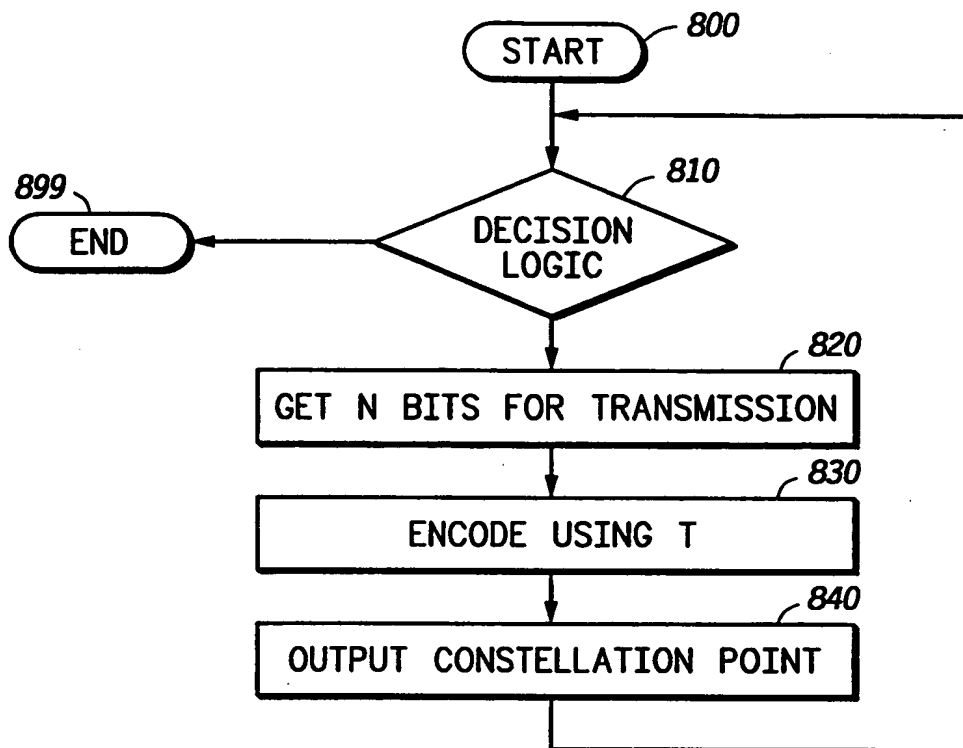 START
800
899
END
810
DECISION
LOGIC
820
GET N BITS FOR TRANSMISSION
830
ENCODE USING T
840
OUTPUT CONSTELLATION POINT